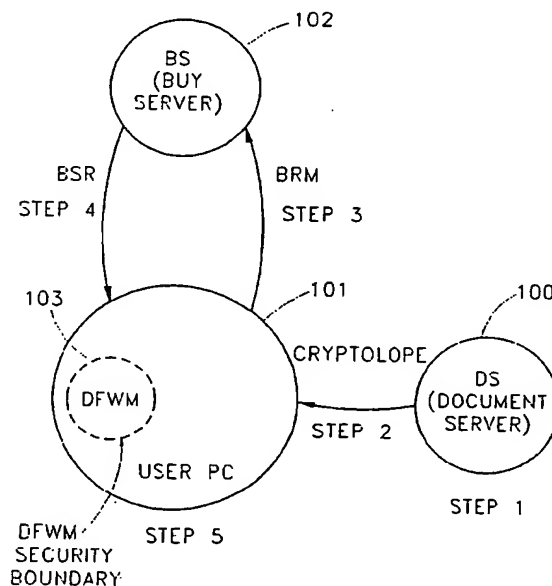 102
BS
(BUY
SERVER)
BSR
BRM
STEP 4
STEP 3
103
101
100
CRYPTOLOPE
DS
(DOCUMENT
SERVER)
DFWM
STEP 2
USER PC
STEP 1
DFWM
SECURITY
BOUNDARY
STEP 5